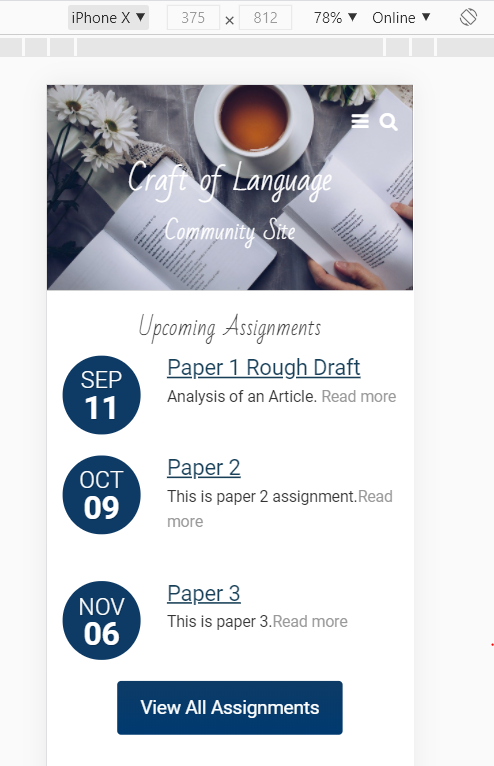 iPhone X ▼ 375 × 812 78% ▼ Online ▼
Craft of Language
Community Site
Upcoming Assignments
SEP
11
Paper 1 Rough Draft
Analysis of an Article. Read more
OCT
09
Paper 2
This is paper 2 assignment.Read
more
NOV
06
Paper 3
This is paper 3.Read more
View All Assignments